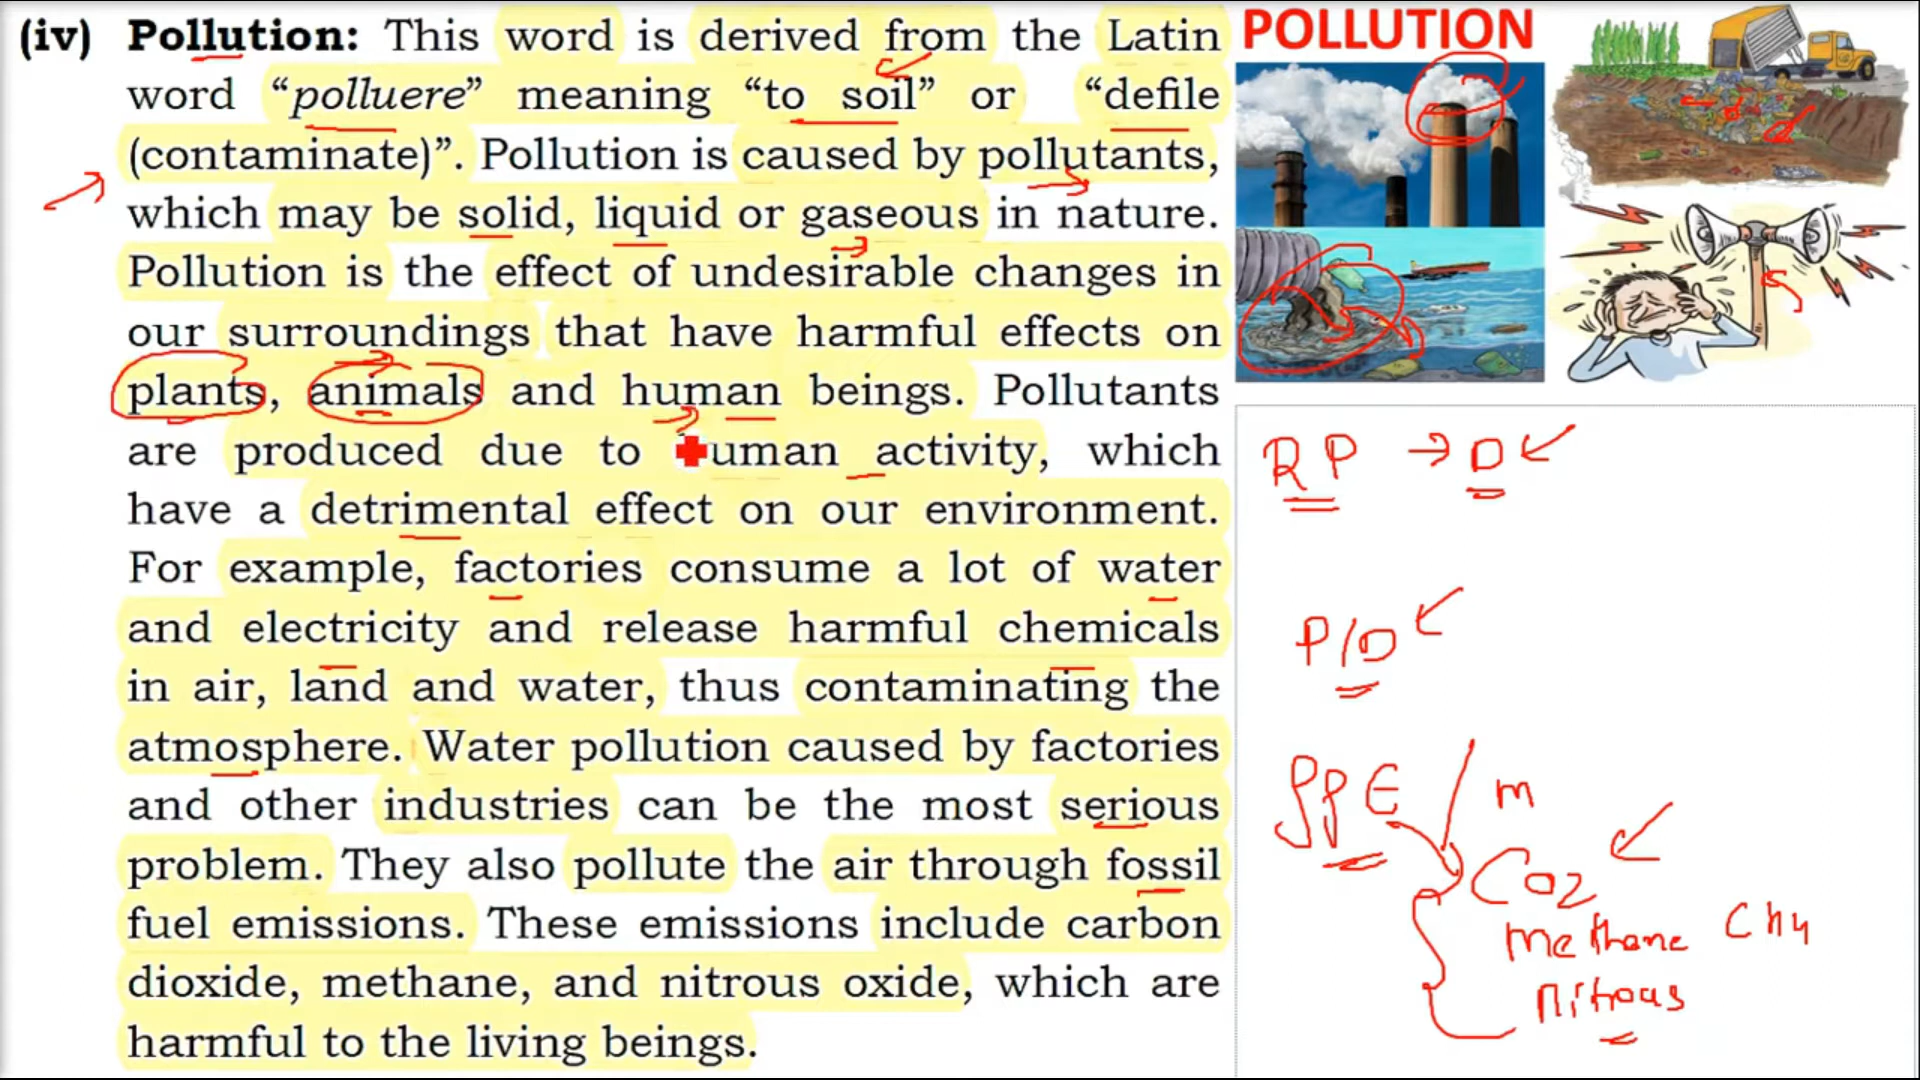 (iv) Pollution: This word is derived from the Latin
word “polluere” meaning “to soil” or “defile
(contaminate)”. Pollution is caused by pollutants,
which may be solid, liquid or gaseous in nature.
Pollution is the effect of undesirable changes in
our surroundings that have harmful effects on
plants, animals and human beings. Pollutants
are produced due to uman activity, which
have a detrimental effect on our environment.
For example, factories consume a lot of water
and electricity and release harmful chemicals
in air, land and water, thus contaminating the
atmosphere. Water pollution caused by factories
and other industries can be the most serious
problem. They also pollute the air through fossil
fuel emissions. These emissions include carbon
dioxide, methane, and nitrous oxide, which are
harmful to the living beings.
POLLUTION
R P → D
P/D
PPE / m
CO2
Methane CH4
Nitrous